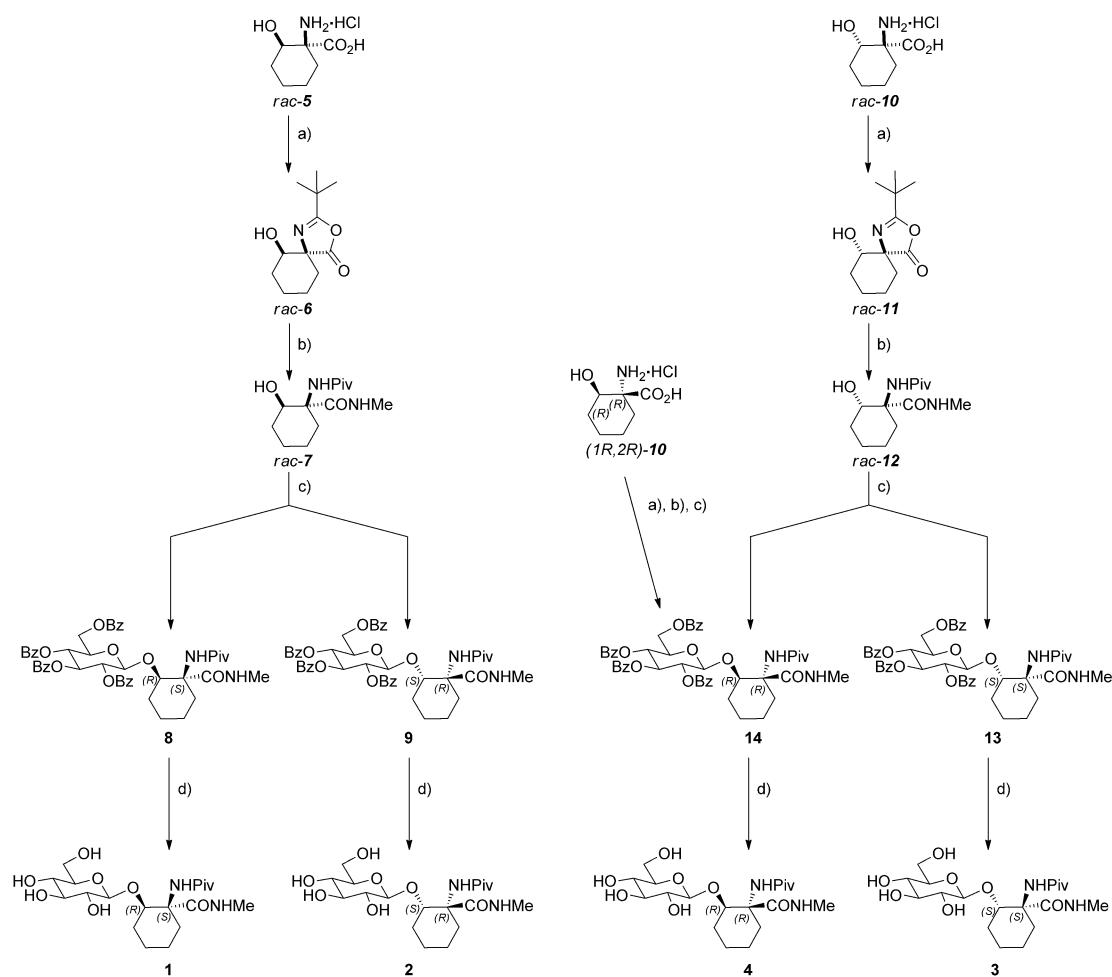 HO NH2·HCl
CO2H
rac-5
a)
N O
HO
O
rac-6
b)
HO NHPiv
CONHMe
rac-7
c)
HO NH2·HCl
CO2H
rac-10
a)
N O
HO
O
rac-11
b)
HO NHPiv
CONHMe
rac-12
c)
HO NH2·HCl
CO2H
(R) (R)
(1R,2R)-10
a), b), c)
OBz
BzO O
BzO O NHPiv
OBz CONHMe
(R) (S)
8
OBz
BzO O
BzO O NHPiv
OBz CONHMe
(S) (R)
9
OBz
BzO O
BzO O NHPiv
OBz CONHMe
(R) (R)
14
OBz
BzO O
BzO O NHPiv
OBz CONHMe
(S) (S)
13
d)
d)
d)
d)
OH
HO O
HO O NHPiv
OH CONHMe
(R) (S)
1
OH
HO O
HO O NHPiv
OH CONHMe
(S) (R)
2
OH
HO O
HO O NHPiv
OH CONHMe
(R) (R)
4
OH
HO O
HO O NHPiv
OH CONHMe
(S) (S)
3